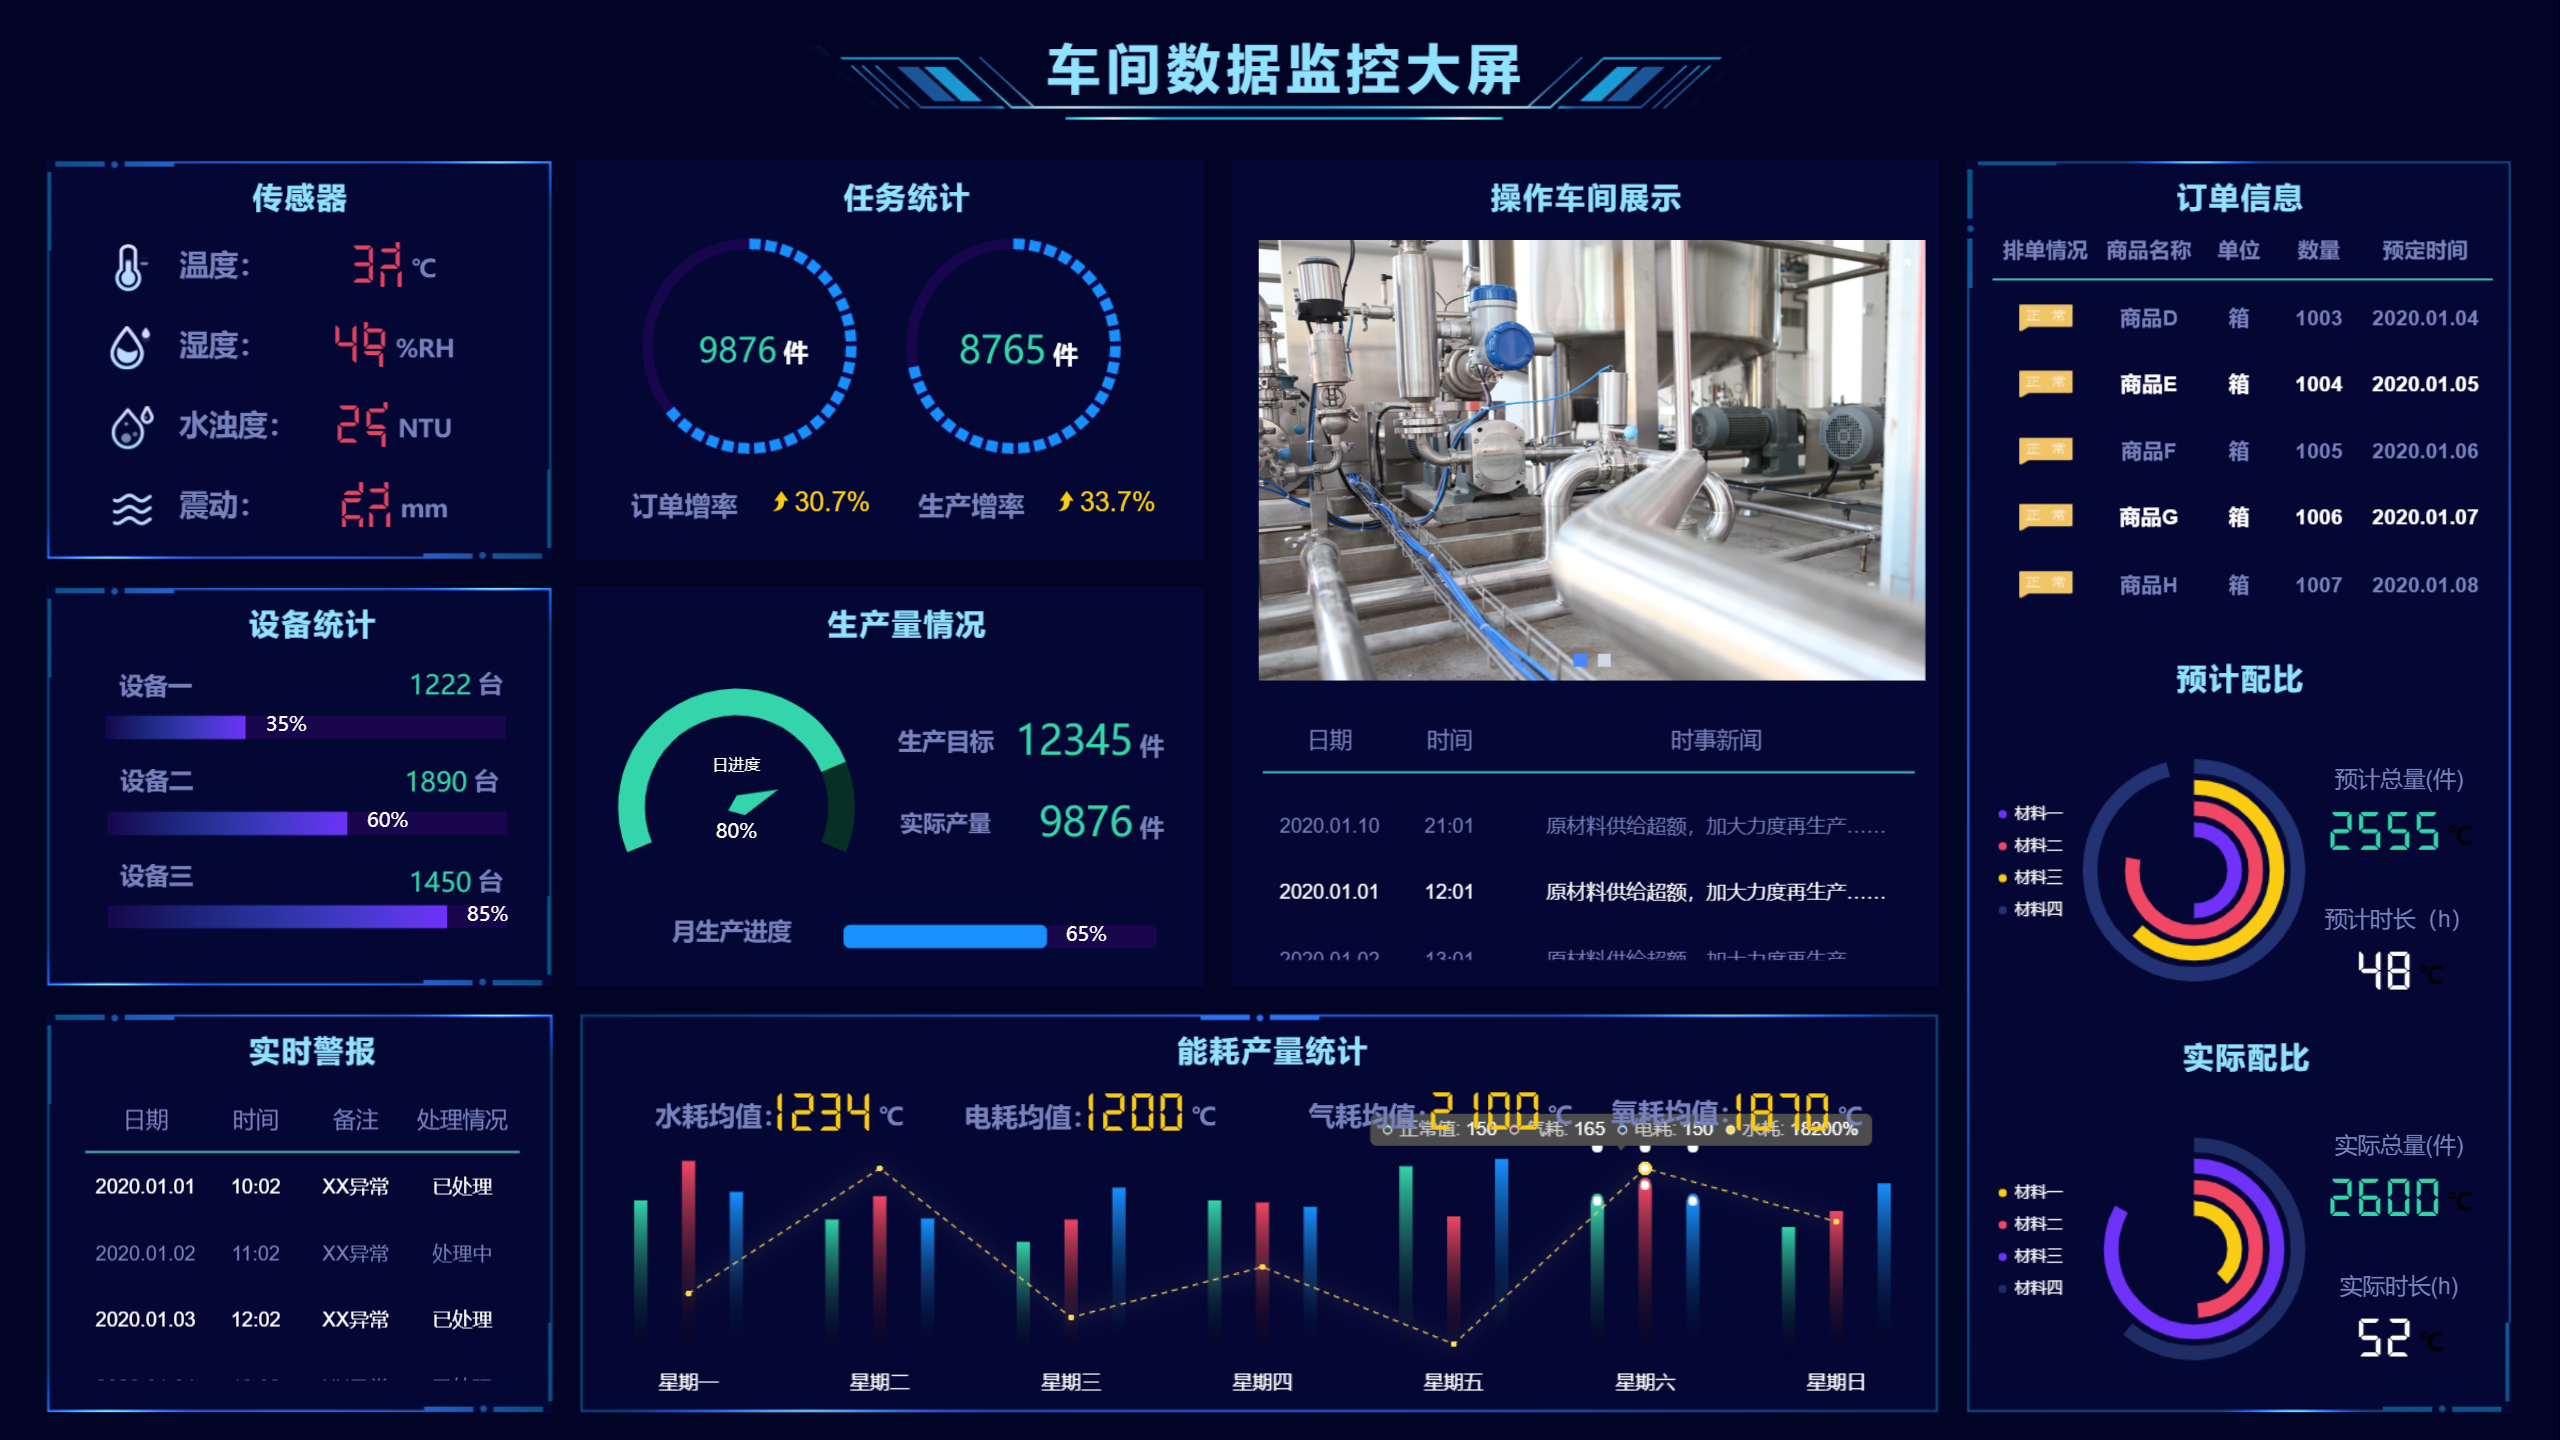 车间数据监控大屏
传感器
温度：
℃
湿度：
%RH
水浊度：
25 NTU
震动：
mm
设备统计
设备一 1222 台
35%
设备二 1890 台
60%
设备三 1450 台
85%
实时警报
日期 时间 备注 处理情况
2020.01.01 10:02 XX异常 已处理
2020.01.02 11:02 XX异常 处理中
2020.01.03 12:02 XX异常 已处理
任务统计
9876 件
8765 件
订单增率 30.7%
生产增率 33.7%
生产量情况
日进度
80%
生产目标 12345 件
实际产量 9876 件
月生产进度 65%
操作车间展示
日期 时间 时事新闻
2020.01.10 21:01 原材料供给超额，加大力度再生产……
2020.01.01 12:01 原材料供给超额，加大力度再生产……
2020.01.02 13:01 原材料供给超额，加大力度再生产
能耗产量统计
水耗均值：1234 ℃
电耗均值：1200 ℃
气耗均值：2100 ℃
氧耗均值：1870 ℃
正常值: 150 气耗: 165 电耗: 150 水耗: 18200%
星期一 星期二 星期三 星期四 星期五 星期六 星期日
订单信息
排单情况 商品名称 单位 数量 预定时间
正常 商品D 箱 1003 2020.01.04
正常 商品E 箱 1004 2020.01.05
正常 商品F 箱 1005 2020.01.06
正常 商品G 箱 1006 2020.01.07
正常 商品H 箱 1007 2020.01.08
预计配比
材料一
材料二
材料三
材料四
预计总量(件)
2555 ℃
预计时长（h）
48 ℃
实际配比
材料一
材料二
材料三
材料四
实际总量(件)
2600 ℃
实际时长(h)
52 ℃